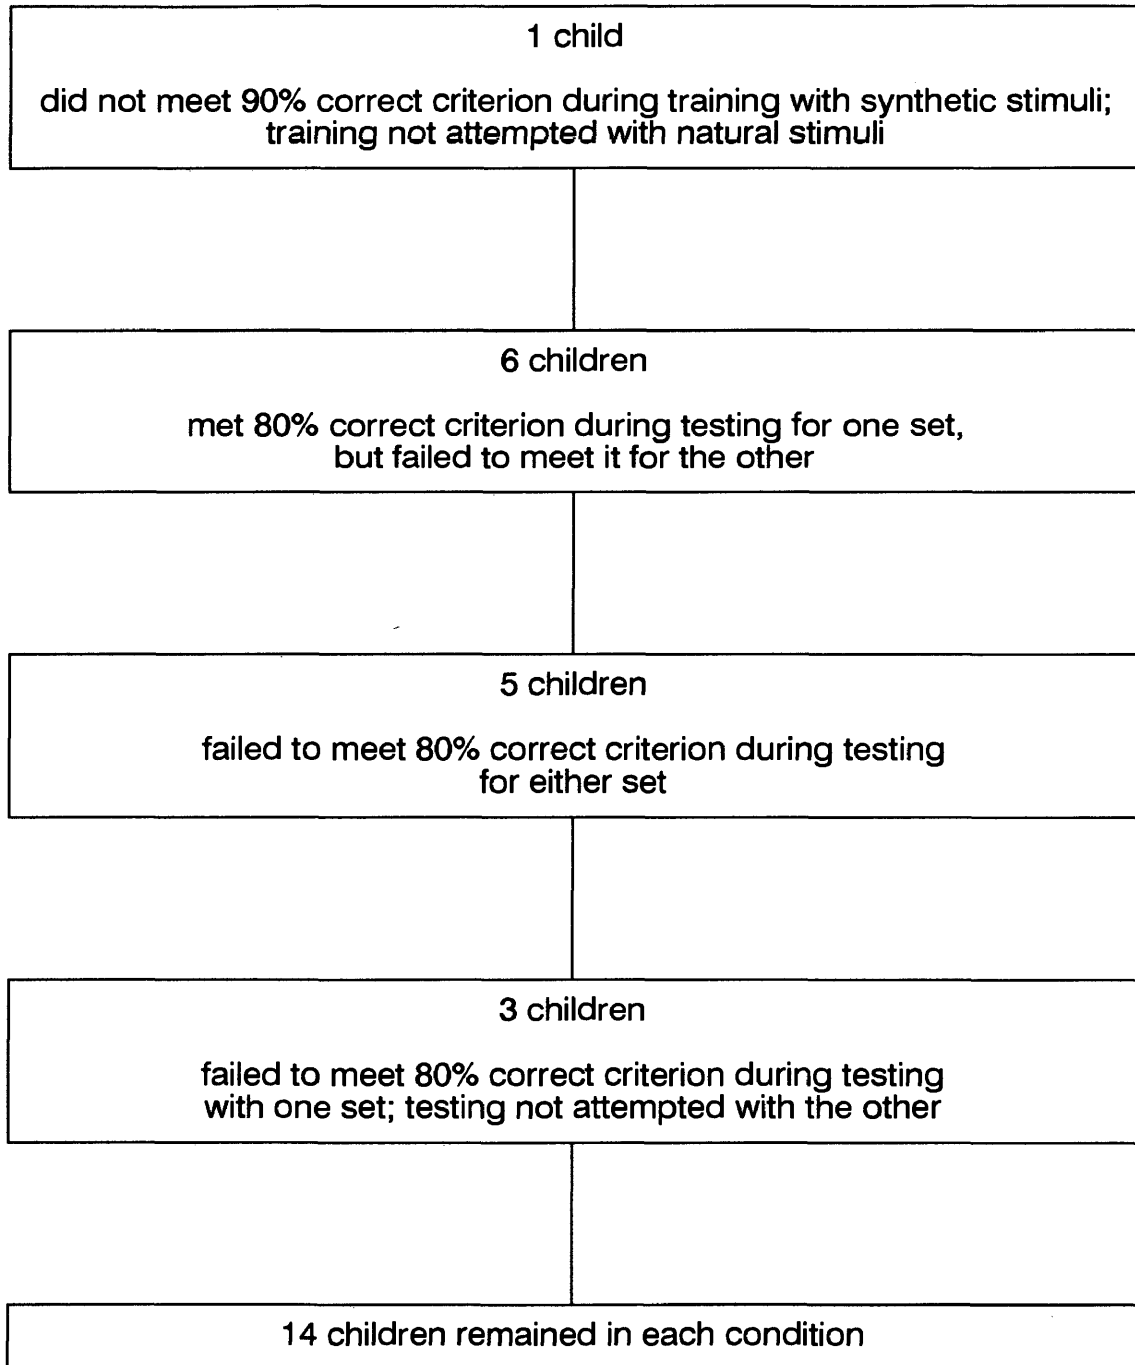 1 child
did not meet 90% correct criterion during training with synthetic stimuli;
training not attempted with natural stimuli
6 children
met 80% correct criterion during testing for one set,
but failed to meet it for the other
5 children
failed to meet 80% correct criterion during testing
for either set
3 children
failed to meet 80% correct criterion during testing
with one set; testing not attempted with the other
14 children remained in each condition